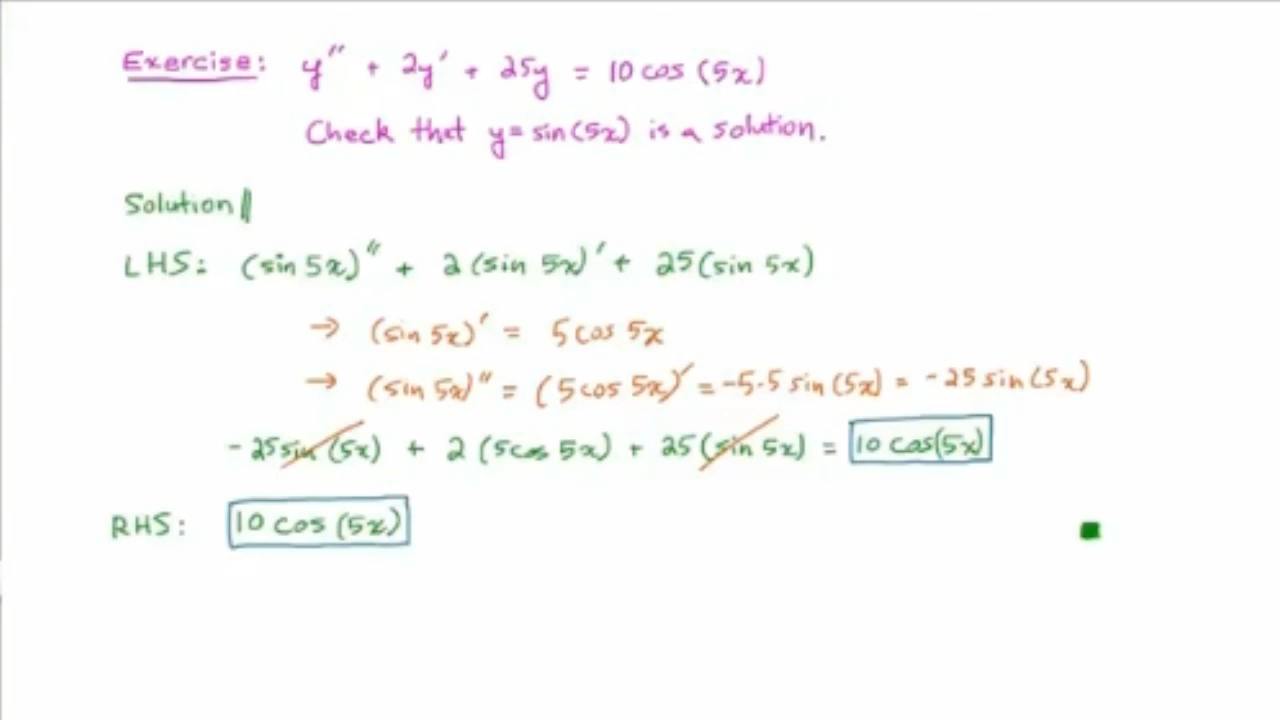 Exercise: y'' + 2y' + 25y = 10 cos (5x)
Check that y = sin(5x) is a solution.
Solution ||
LHS: (sin 5x)'' + 2 (sin 5x)' + 25 (sin 5x)
→ (sin 5x)' = 5 cos 5x
→ (sin 5x)'' = (5 cos 5x)' = -5·5 sin (5x) = -25 sin (5x)
- 25 sin (5x) + 2 (5 cos 5x) + 25 (sin 5x) = 10 cos(5x)
RHS: 10 cos (5x)